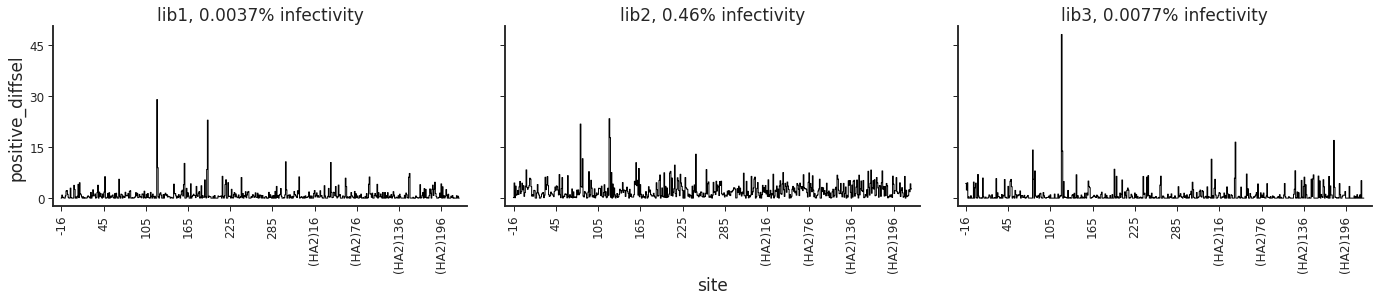 lib1, 0.0037% infectivity
lib2, 0.46% infectivity
lib3, 0.0077% infectivity
positive_diffsel
45
30
15
0
-16
45
105
165
225
285
(HA2)16
(HA2)76
(HA2)136
(HA2)196
-16
45
105
165
225
285
(HA2)16
(HA2)76
(HA2)136
(HA2)196
-16
45
105
165
225
285
(HA2)16
(HA2)76
(HA2)136
(HA2)196
site